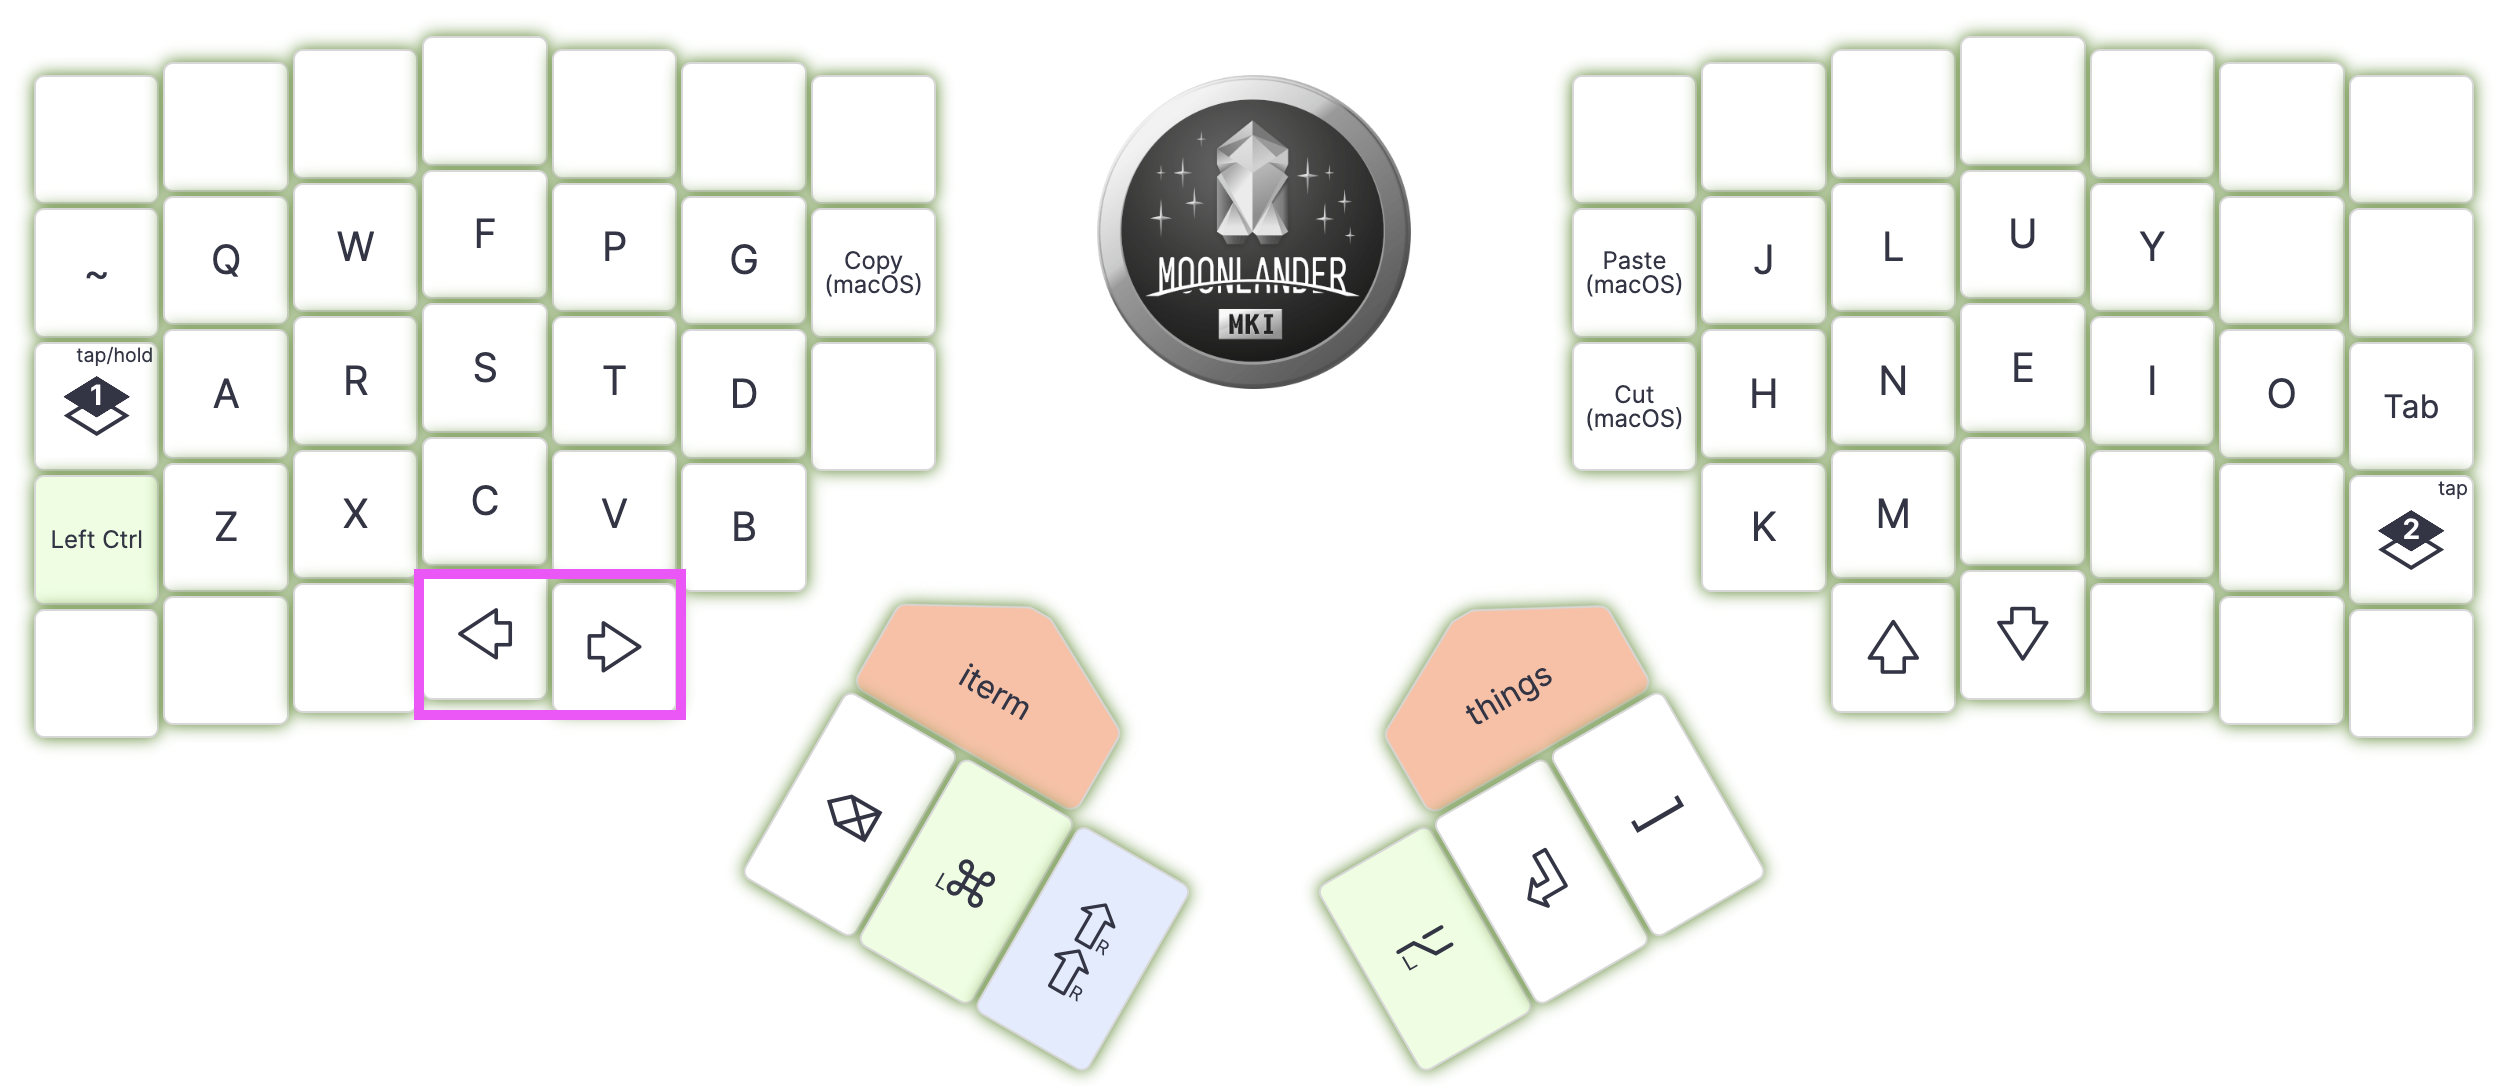 ~ Q W F P G Copy
(macOS)
Paste
(macOS) J L U Y
tap/hold
1 A R S T D
Cut
(macOS) H N E I O Tab
Left Ctrl Z X C V B
K M tap
2
MOONLANDER
MKI
iterm
L
R
R
things
L